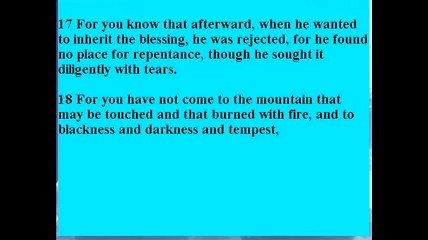 17 For you know that afterward, when he wanted
to inherit the blessing, he was rejected, for he found
no place for repentance, though he sought it
diligently with tears.
18 For you have not come to the mountain that
may be touched and that burned with fire, and to
blackness and darkness and tempest,